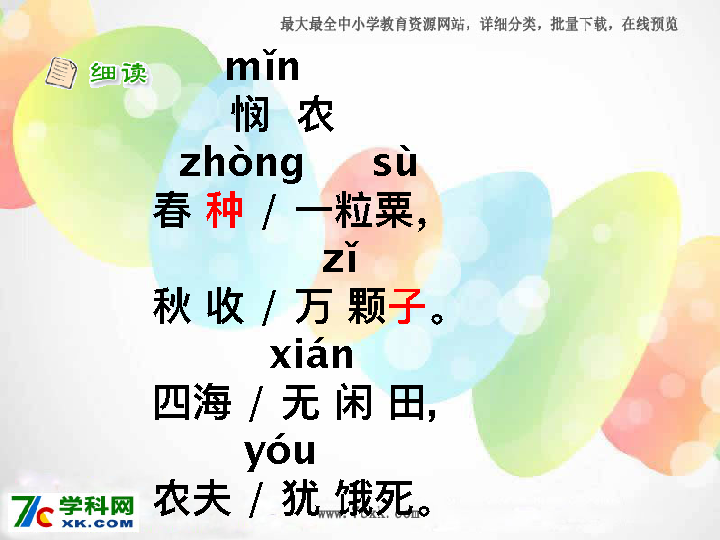 最大最全中小学教育资源网站，详细分类，批量下载，在线预览
细读
mǐn
悯 农
zhòng sù
春 种 / 一粒粟，
zǐ
秋 收 / 万 颗子。
xián
四海 / 无 闲 田，
yóu
农夫 / 犹 饿死。
学科网
XK.COM